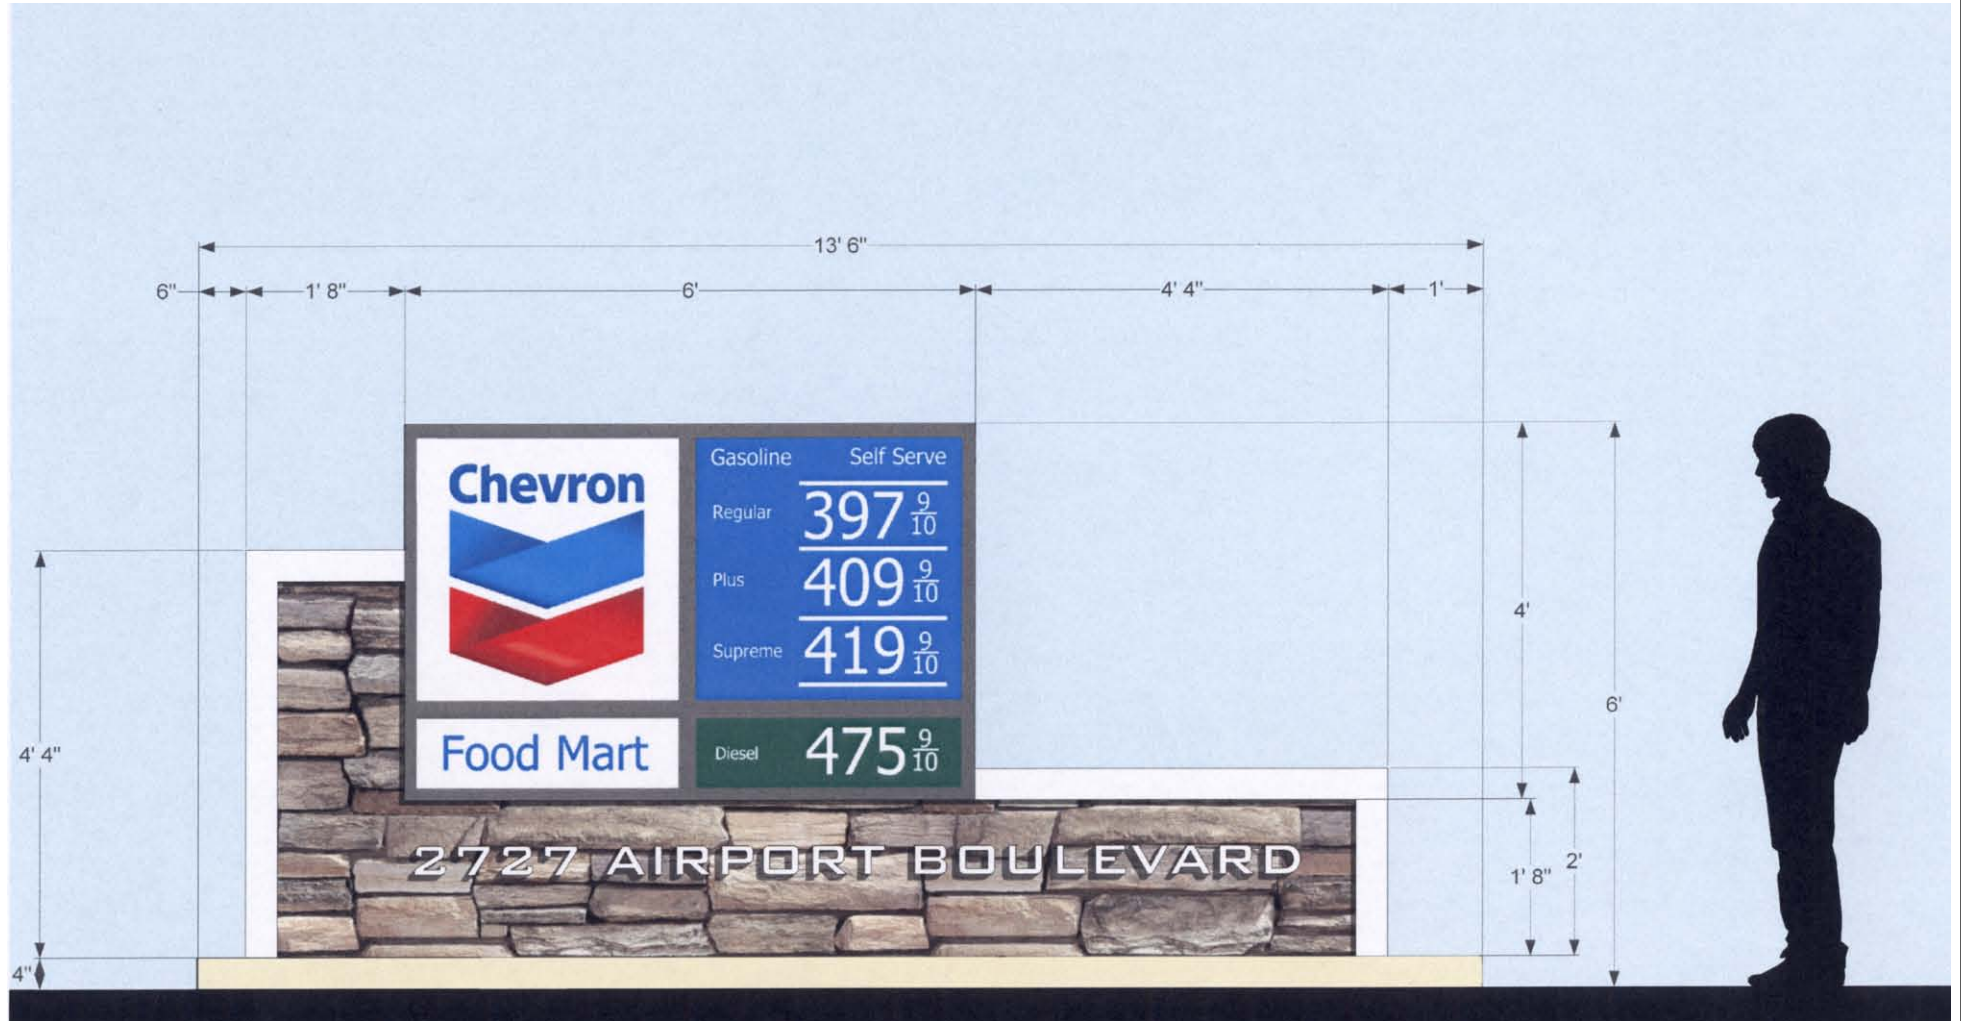 13' 6"
6" 1' 8" 6' 4' 4" 1'
Chevron
Food Mart
Gasoline Self Serve
Regular 397 9/10
Plus 409 9/10
Supreme 419 9/10
Diesel 475 9/10
2727 AIRPORT BOULEVARD
4' 4"
4"
4'
6'
1' 8"
2'